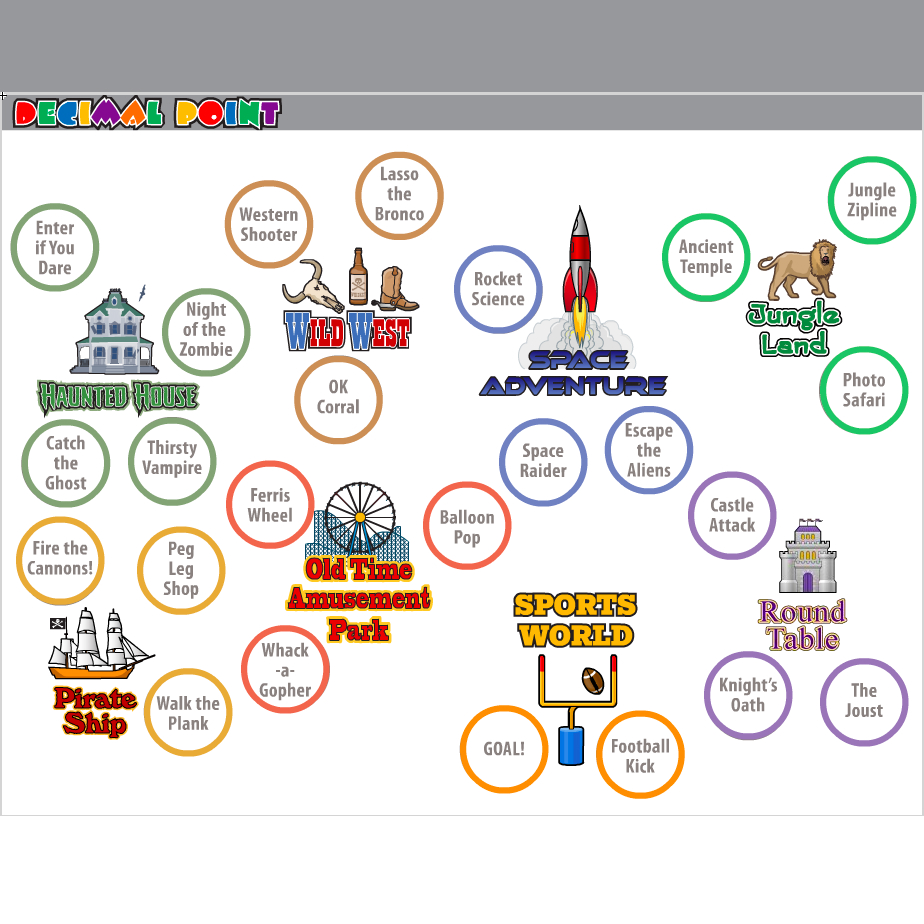 DECIMAL POINT
Lasso
the
Bronco
Jungle
Zipline
Western
Shooter
Enter
if You
Dare
Ancient
Temple
Rocket
Science
Night
of the
Zombie
WILD WEST
Jungle
Land
SPACE
ADVENTURE
HAUNTED HOUSE
OK
Corral
Photo
Safari
Catch
the
Ghost
Thirsty
Vampire
Space
Raider
Escape
the
Aliens
Ferris
Wheel
Balloon
Pop
Castle
Attack
Fire the
Cannons!
Peg
Leg
Shop
Old Time
Amusement
Park
SPORTS
WORLD
Round
Table
Whack
-a-
Gopher
Pirate
Ship
Walk the
Plank
Knight's
Oath
The
Joust
GOAL!
Football
Kick